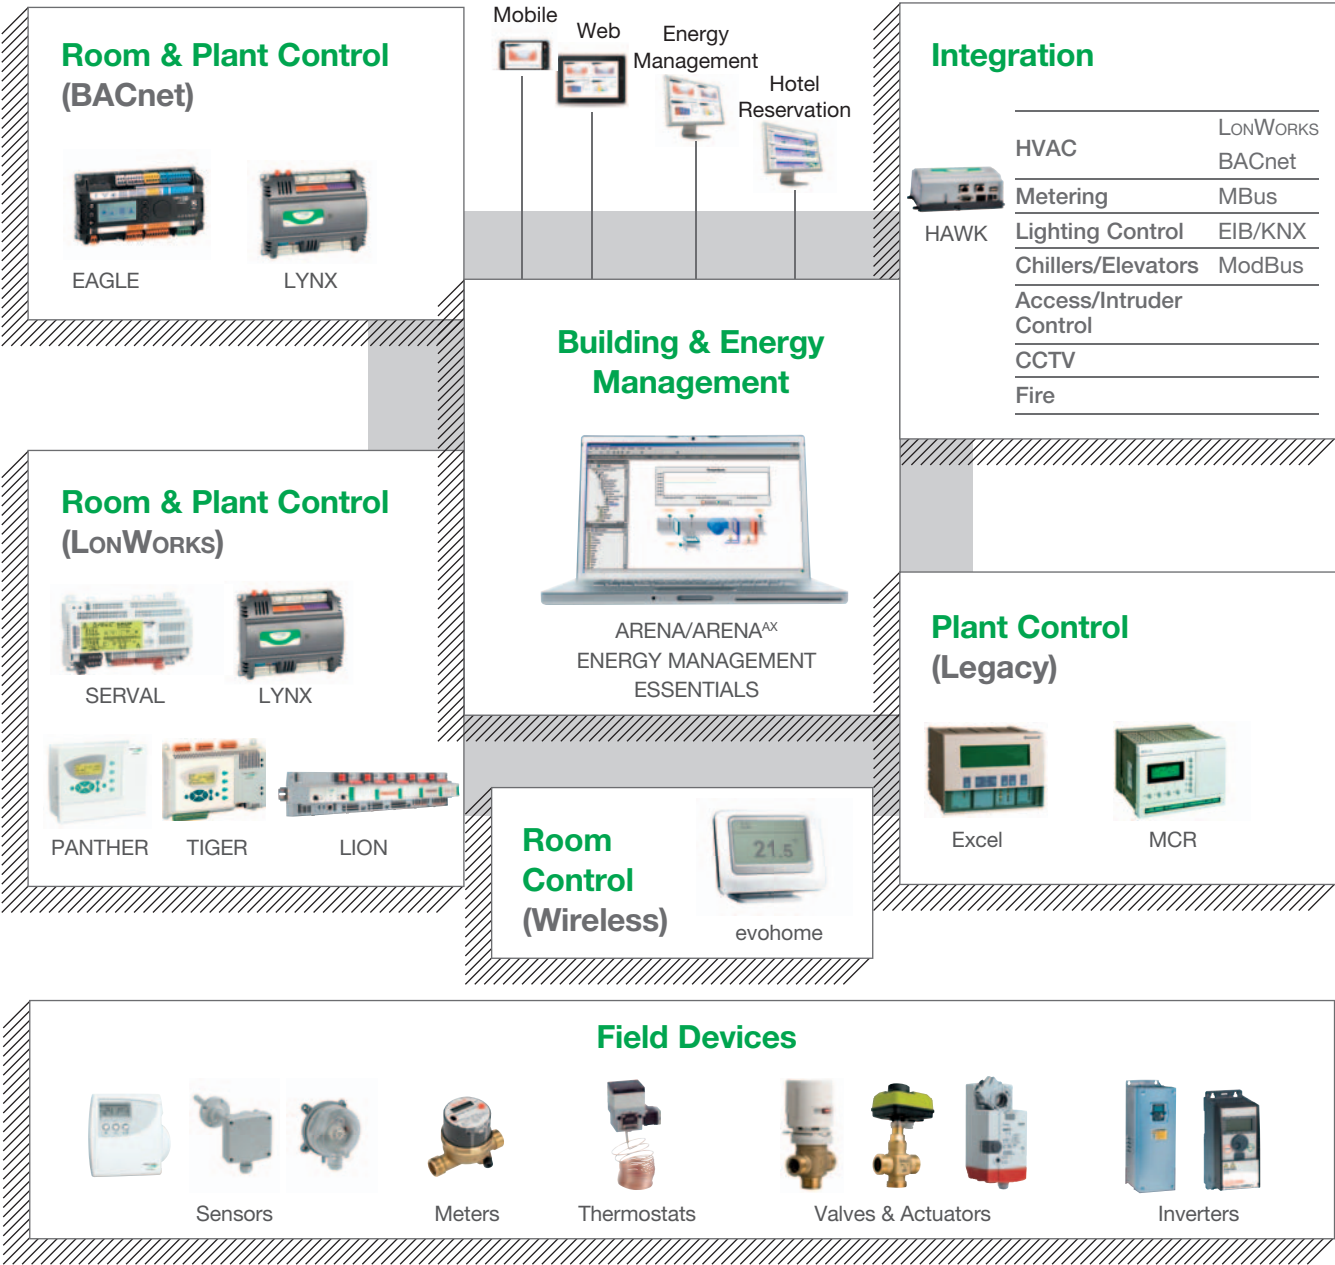 Room & Plant Control
(BACnet)
EAGLE
LYNX
Mobile
Web
Energy
Management
Hotel
Reservation
Integration
HAWK
HVAC
LONWORKS
BACnet
Metering
MBus
Lighting Control
EIB/KNX
Chillers/Elevators
ModBus
Access/Intruder
Control
CCTV
Fire
Building & Energy
Management
ARENA/ARENA^AX
ENERGY MANAGEMENT
ESSENTIALS
Room & Plant Control
(LONWORKS)
SERVAL
LYNX
PANTHER
TIGER
LION
Plant Control
(Legacy)
Excel
MCR
Room
Control
(Wireless)
21.5°
evohome
Field Devices
Sensors
Meters
Thermostats
Valves & Actuators
Inverters